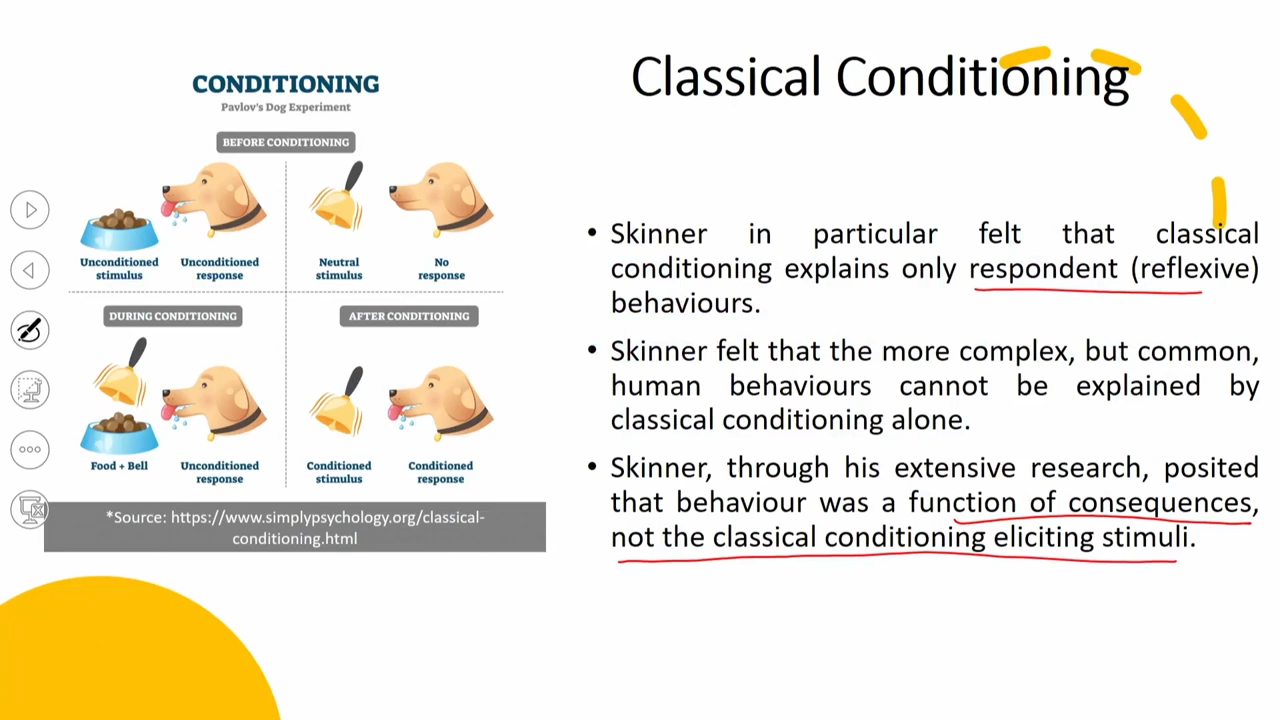 Classical Conditioning
CONDITIONING
Pavlov's Dog Experiment
BEFORE CONDITIONING
Unconditioned
stimulus
Unconditioned
response
Neutral
stimulus
No
response
DURING CONDITIONING
AFTER CONDITIONING
Food + Bell
Unconditioned
response
Conditioned
stimulus
Conditioned
response
*Source: https://www.simplypsychology.org/classical-
conditioning.html
• Skinner in particular felt that classical
conditioning explains only respondent (reflexive)
behaviours.
• Skinner felt that the more complex, but common,
human behaviours cannot be explained by
classical conditioning alone.
• Skinner, through his extensive research, posited
that behaviour was a function of consequences,
not the classical conditioning eliciting stimuli.